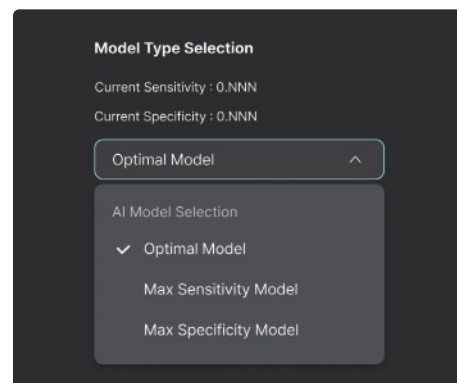 Model Type Selection
Current Sensitivity : 0.NNN
Current Specificity : 0.NNN
Optimal Model
AI Model Selection
Optimal Model
Max Sensitivity Model
Max Specificity Model